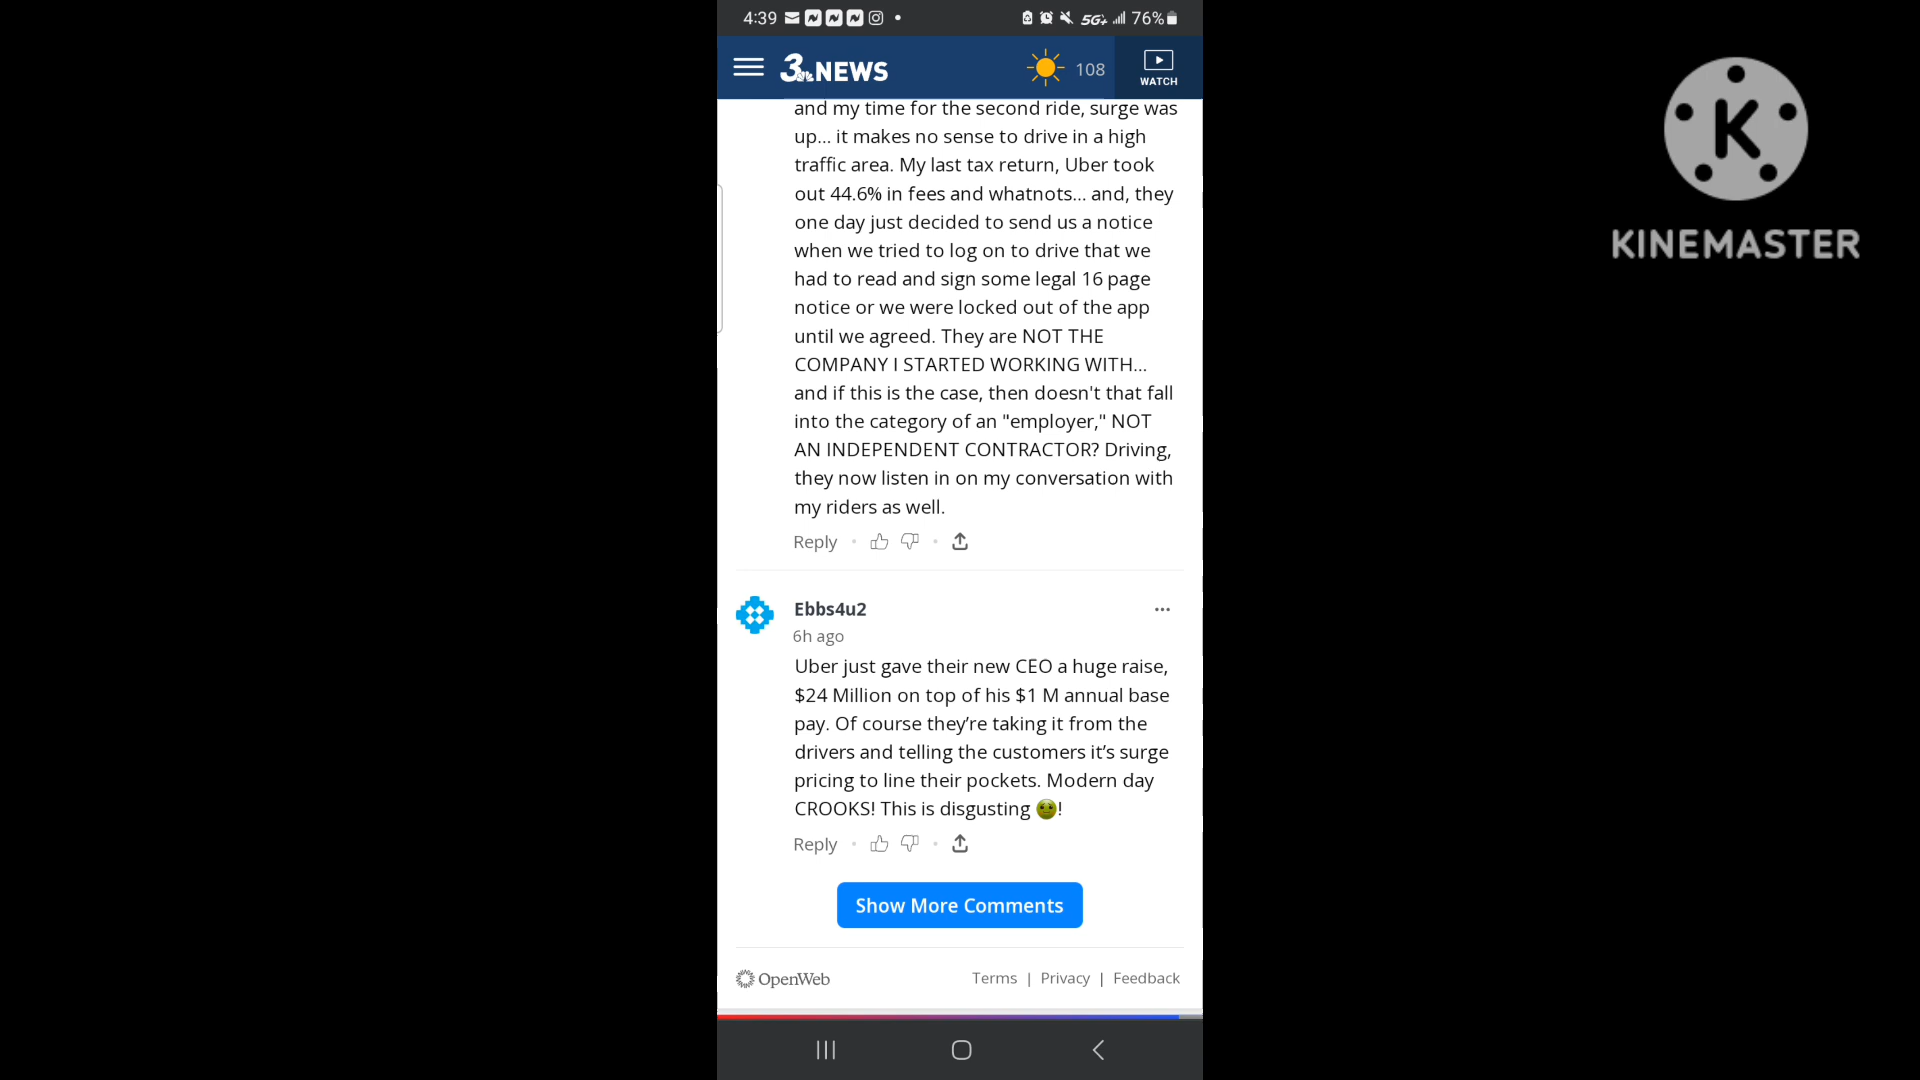 4:39
5G+ 76%
3 NEWS
108
WATCH
and my time for the second ride, surge was
up... it makes no sense to drive in a high
traffic area. My last tax return, Uber took
out 44.6% in fees and whatnots... and, they
one day just decided to send us a notice
when we tried to log on to drive that we
had to read and sign some legal 16 page
notice or we were locked out of the app
until we agreed. They are NOT THE
COMPANY I STARTED WORKING WITH...
and if this is the case, then doesn't that fall
into the category of an "employer," NOT
AN INDEPENDENT CONTRACTOR? Driving,
they now listen in on my conversation with
my riders as well.
Reply
Ebbs4u2
6h ago
Uber just gave their new CEO a huge raise,
$24 Million on top of his $1 M annual base
pay. Of course they’re taking it from the
drivers and telling the customers it’s surge
pricing to line their pockets. Modern day
CROOKS! This is disgusting 🤢!
Reply
Show More Comments
OpenWeb
Terms | Privacy | Feedback
K
KINEMASTER